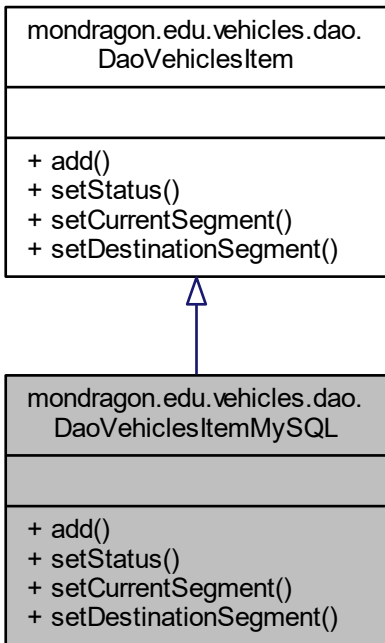 mondragon.edu.vehicles.dao.
DaoVehiclesItem
+ add()
+ setStatus()
+ setCurrentSegment()
+ setDestinationSegment()
mondragon.edu.vehicles.dao.
DaoVehiclesItemMySQL
+ add()
+ setStatus()
+ setCurrentSegment()
+ setDestinationSegment()